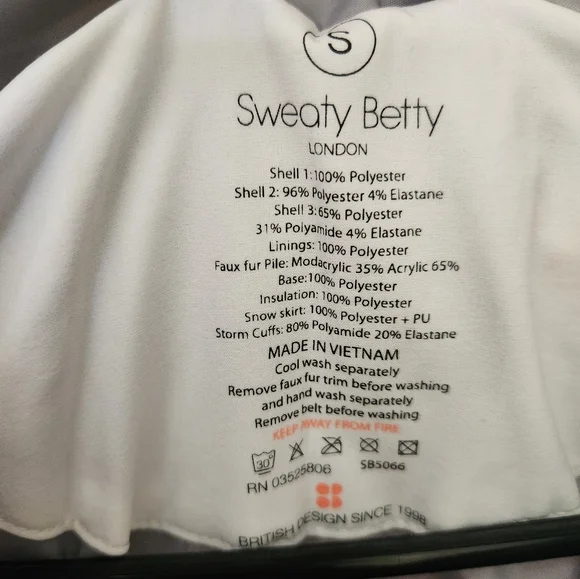 S
Sweaty Betty
LONDON
Shell 1:100% Polyester
Shell 2: 96% Polyester 4% Elastane
Shell 3:65% Polyester
31% Polyamide 4% Elastane
Linings: 100% Polyester
Faux fur Pile: Modacrylic 35% Acrylic 65%
Base:100% Polyester
Insulation: 100% Polyester
Snow skirt: 100% Polyester + PU
Storm Cuffs: 80% Polyamide 20% Elastane
MADE IN VIETNAM
Cool wash separately
Remove faux fur trim before washing
and hand wash separately
Remove belt before washing
KEEP AWAY FROM FIRE
30°
RN 03525806 SB5066
BRITISH DESIGN SINCE 1998